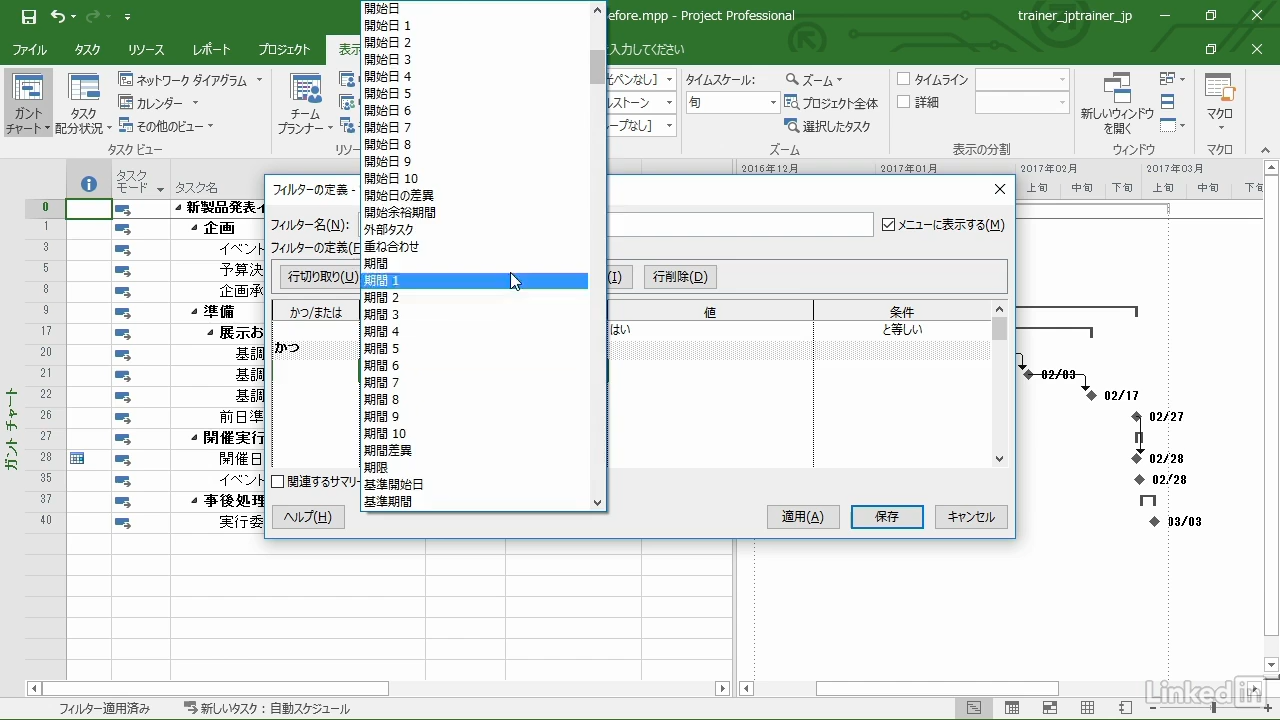 efore.mpp - Project Professional
trainer_jptrainer_jp
ファイル
タスク
リソース
レポート
プロジェクト
表示
入力してください
ガント
チャート
タスク
配分状況
ネットワーク ダイアグラム
カレンダー
その他のビュー
タスク ビュー
チーム
プランナー
リソー
光ペンなし]
ルストーン
ープなし]
タイムスケール:
旬
ズーム
プロジェクト全体
選択したタスク
ズーム
タイムライン
詳細
表示の分割
新しいウィンドウ
を開く
ウィンドウ
マクロ
マクロ
開始日
開始日 1
開始日 2
開始日 3
開始日 4
開始日 5
開始日 6
開始日 7
開始日 8
開始日 9
開始日 10
開始日の差異
開始余裕期間
外部タスク
重ね合わせ
期間
期間 1
期間 2
期間 3
期間 4
期間 5
期間 6
期間 7
期間 8
期間 9
期間 10
期間差異
期限
基準開始日
基準期間
タスク
モード
タスク名
2016年12月
2017年01月
2017年02月
2017年03月
上旬
中旬
下旬
上旬
中旬
下旬
フィルターの定義 -
フィルター名(N):
メニューに表示する(M)
フィルターの定義(F
行切り取り(U)
(I)
行削除(D)
かつ/または
値
条件
はい
と等しい
かつ
関連するサマリー
ヘルプ(H)
適用(A)
保存
キャンセル
0
新製品発表イ
1
企画
2
イベント
5
予算決
8
企画承
9
準備
17
展示お
20
基調
21
基調
22
基調
26
前日準
27
開催実行
28
開催日
35
イベント
37
事後処理
40
実行委
02/03
02/17
02/27
02/28
02/28
03/03
ガント チャート
フィルター適用済み
新しいタスク : 自動スケジュール
Linked in